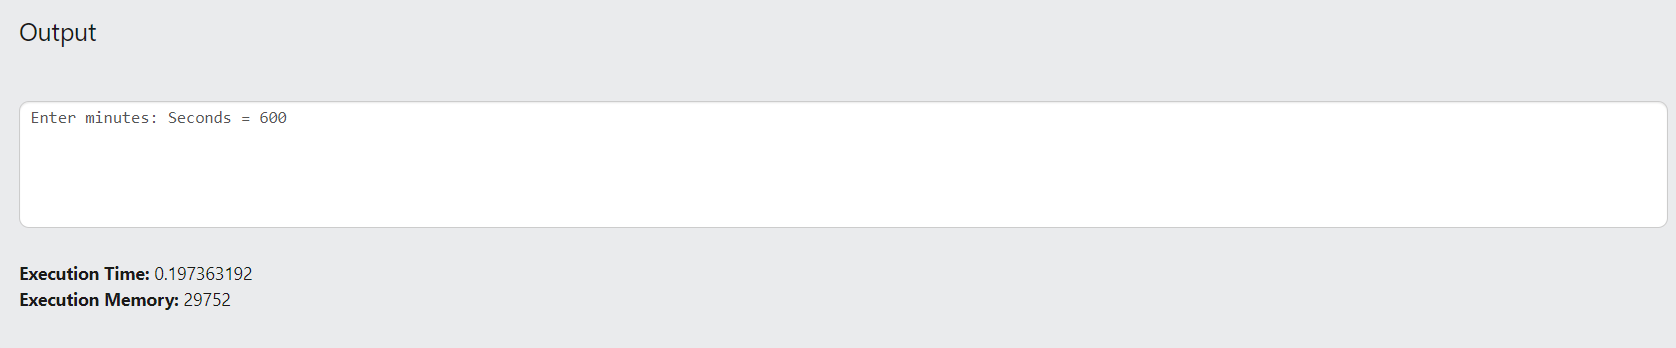 Output
Enter minutes: Seconds = 600
Execution Time: 0.197363192
Execution Memory: 29752